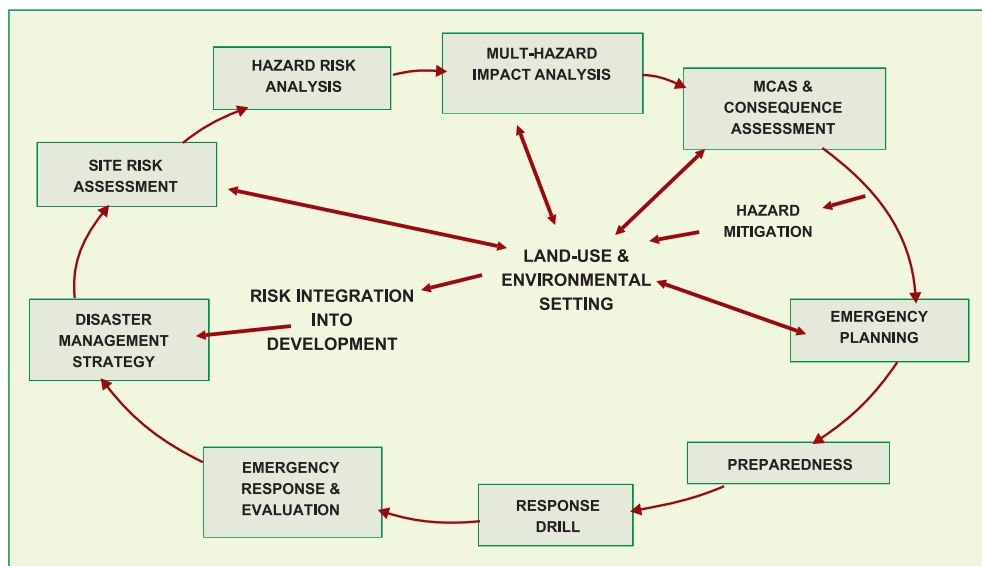 HAZARD RISK
ANALYSIS
MULT-HAZARD
IMPACT ANALYSIS
MCAS &
CONSEQUENCE
ASSESSMENT
SITE RISK
ASSESSMENT
HAZARD
MITIGATION
LAND-USE &
ENVIRONMENTAL
SETTING
RISK INTEGRATION
INTO
DEVELOPMENT
DISASTER
MANAGEMENT
STRATEGY
EMERGENCY
PLANNING
PREPAREDNESS
EMERGENCY
RESPONSE &
EVALUATION
RESPONSE
DRILL